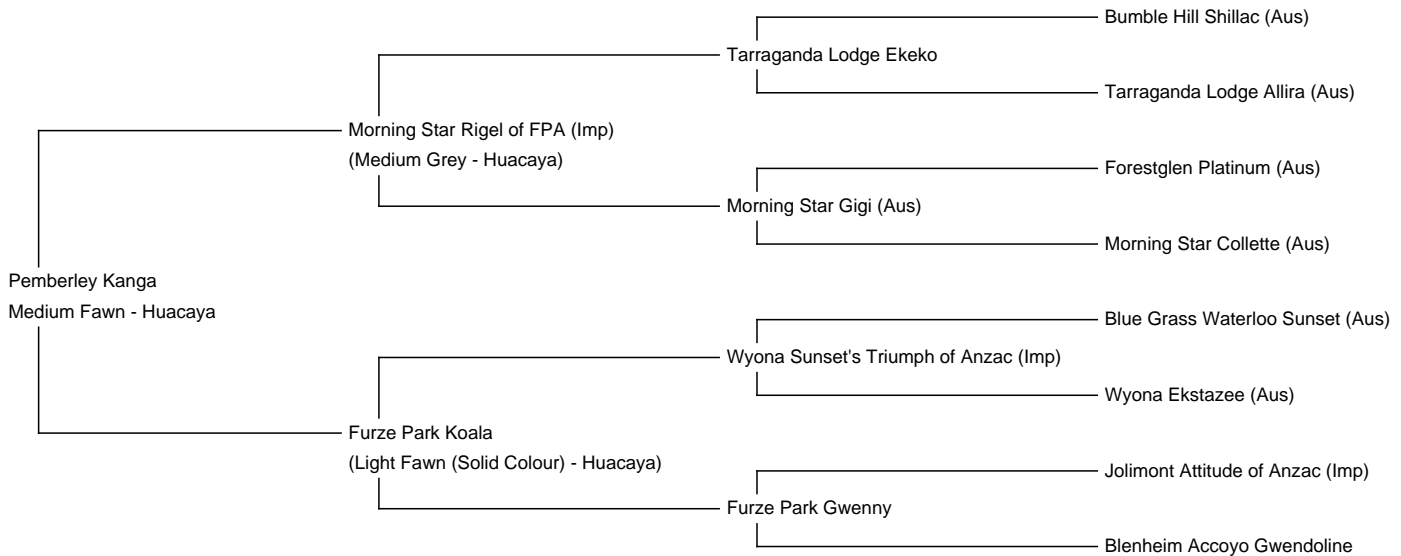 Bumble Hill Shillac (Aus)
Tarraganda Lodge Ekeko
Tarraganda Lodge Allira (Aus)
Morning Star Rigel of FPA (Imp)
(Medium Grey - Huacaya)
Forestglen Platinum (Aus)
Morning Star Gigi (Aus)
Morning Star Collette (Aus)
Pemberley Kanga
Medium Fawn - Huacaya
Blue Grass Waterloo Sunset (Aus)
Wyona Sunset's Triumph of Anzac (Imp)
Wyona Ekstazee (Aus)
Furze Park Koala
(Light Fawn (Solid Colour) - Huacaya)
Jolimont Attitude of Anzac (Imp)
Furze Park Gwenny
Blenheim Accoyo Gwendoline